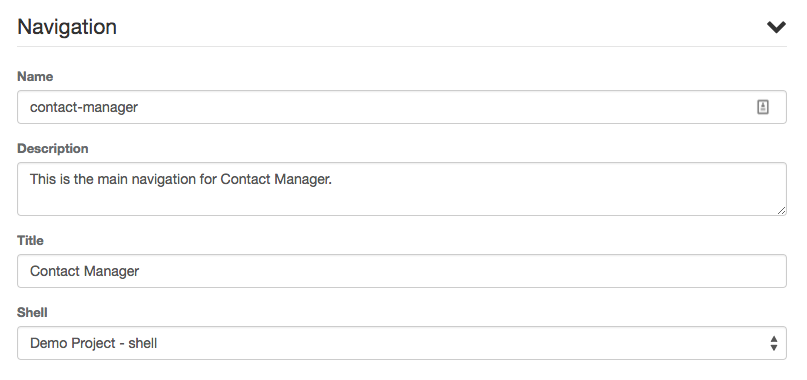 Navigation
Name
contact-manager
Description
This is the main navigation for Contact Manager.
Title
Contact Manager
Shell
Demo Project - shell